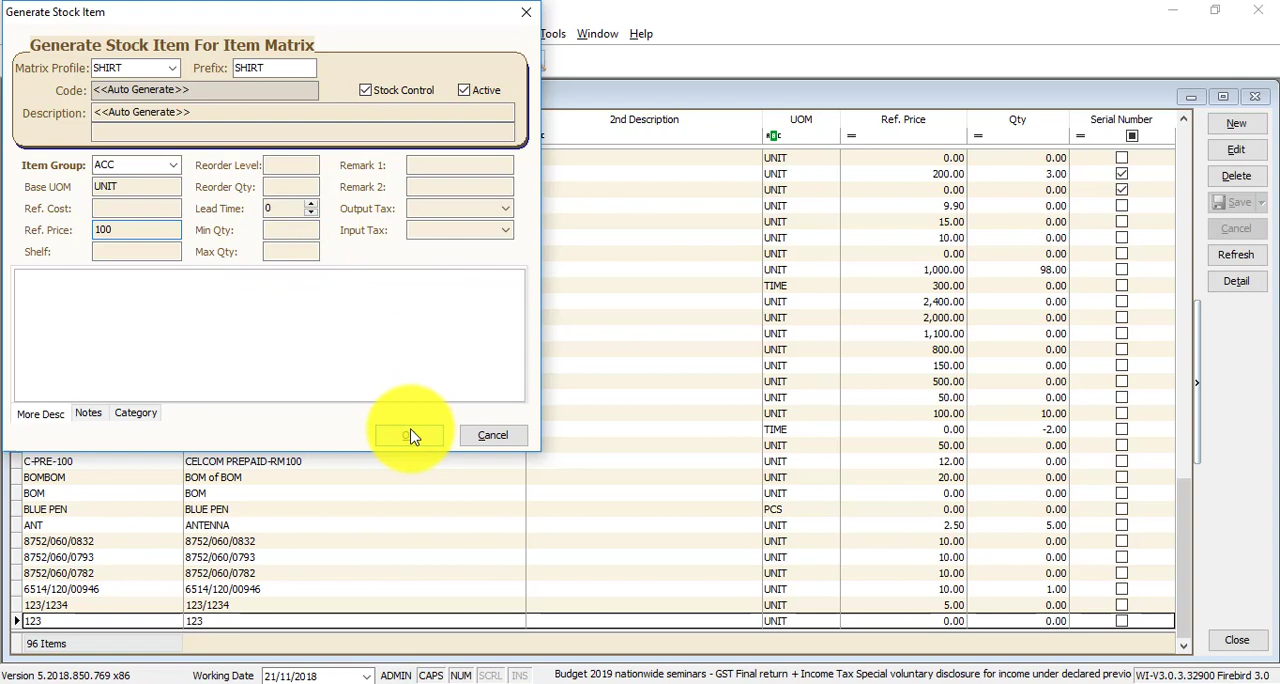 Generate Stock Item
Generate Stock Item For Item Matrix
Matrix Profile: SHIRT Prefix: SHIRT
Code: <<Auto Generate>> Stock Control Active
Description: <<Auto Generate>>
Item Group: ACC Reorder Level: Remark 1:
Base UOM UNIT Reorder Qty: Remark 2:
Ref. Cost: Lead Time: 0 Output Tax:
Ref. Price: 100 Min Qty: Input Tax:
Shelf: Max Qty:
More Desc Notes Category
Cancel
Tools Window Help
2nd Description UOM Ref. Price Qty Serial Number
UNIT 0.00 0.00
UNIT 200.00 3.00
UNIT 0.00 0.00
UNIT 9.90 0.00
UNIT 15.00 0.00
UNIT 10.00 0.00
UNIT 0.00 0.00
UNIT 1,000.00 98.00
TIME 300.00 0.00
UNIT 2,400.00 0.00
UNIT 2,000.00 0.00
UNIT 1,100.00 0.00
UNIT 800.00 0.00
UNIT 150.00 0.00
UNIT 500.00 0.00
UNIT 50.00 0.00
UNIT 100.00 10.00
TIME 0.00 -2.00
UNIT 50.00 0.00
C-PRE-100 CELCOM PREPAID-RM100 UNIT 12.00 0.00
BOMBOM BOM of BOM UNIT 20.00 0.00
BOM BOM UNIT 0.00 0.00
BLUE PEN BLUE PEN PCS 0.00 0.00
ANT ANTENNA UNIT 2.50 5.00
8752/060/0832 8752/060/0832 UNIT 10.00 0.00
8752/060/0793 8752/060/0793 UNIT 10.00 0.00
8752/060/0782 8752/060/0782 UNIT 10.00 0.00
6514/120/00946 6514/120/00946 UNIT 10.00 1.00
123/1234 123/1234 UNIT 5.00 0.00
123 123 UNIT 0.00 0.00
96 Items
New
Edit
Delete
Save
Cancel
Refresh
Detail
Close
Version 5.2018.850.769 x86 Working Date 21/11/2018 ADMIN CAPS NUM SCRL INS Budget 2019 nationwide seminars - GST Final return + Income Tax Special voluntary disclosure for income under declared previo WI-V3.0.3.32900 Firebird 3.0